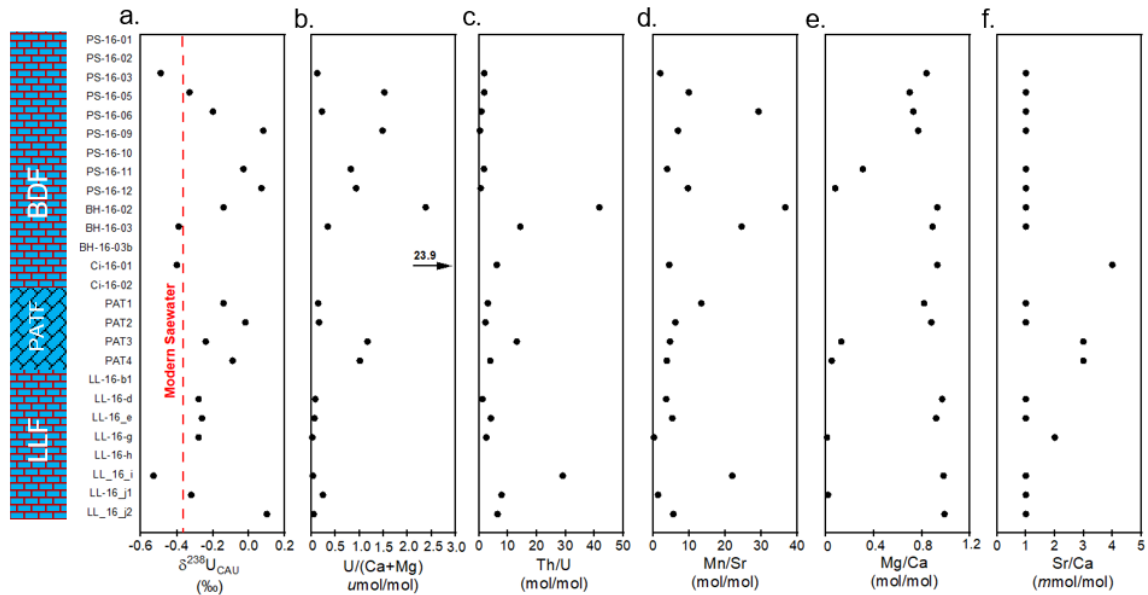 a.
b.
c.
d.
e.
f.
PS-16-01
PS-16-02
PS-16-03
PS-16-05
PS-16-06
PS-16-09
PS-16-10
PS-16-11
PS-16-12
BH-16-02
BH-16-03
BH-16-03b
Ci-16-01
Ci-16-02
PAT1
PAT2
PAT3
PAT4
LL-16-b1
LL-16-d
LL-16_e
LL-16-g
LL-16-h
LL_16_i
LL-16_j1
LL_16_j2
BDF
PATF
LLF
Modern Saewater
23.9
-0.6 -0.4 -0.2 0.0 0.2
δ238UCAU
(‰)
0 0.5 1.0 1.5 2.0 2.5 3.0
U/(Ca+Mg)
umol/mol)
0 10 20 30 40 50
Th/U
(mol/mol)
0 10 20 30 40
Mn/Sr
(mol/mol)
0 0.4 0.8 1.2
Mg/Ca
(mol/mol)
0 1 2 3 4 5
Sr/Ca
(mmol/mol)